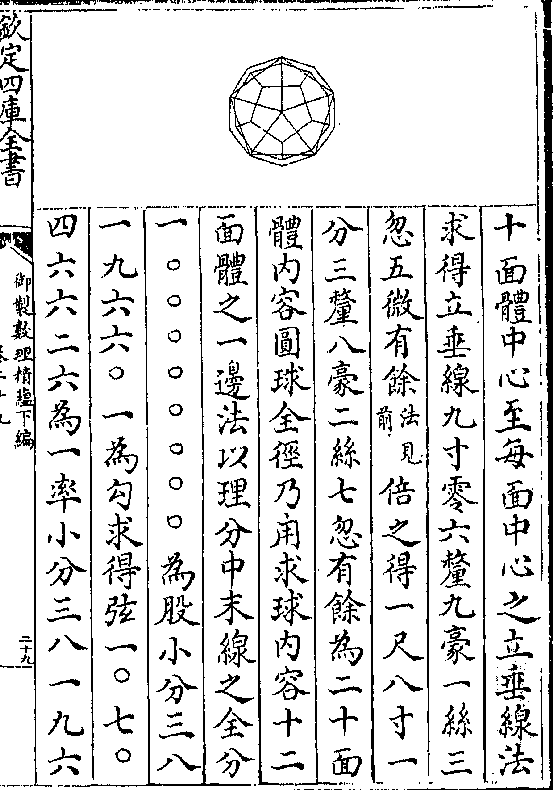 十面體中心至每面中心之立垂線法
求得立垂線九寸零六釐九豪一絲三
忽五微有餘法見前倍之得一尺八寸一
分三釐八豪二絲七忽有餘為二十面
體内容圓球全徑乃用求球内容十二
面體之一邊法以理分中末線之全分
一〇〇〇〇〇〇〇〇為股小分三八
一九六六〇一為勾求得弦一〇七〇
四六六二六為一率小分三八一九六
欽定四庫全書
御製數理精藴下編
卷二十九
二十九